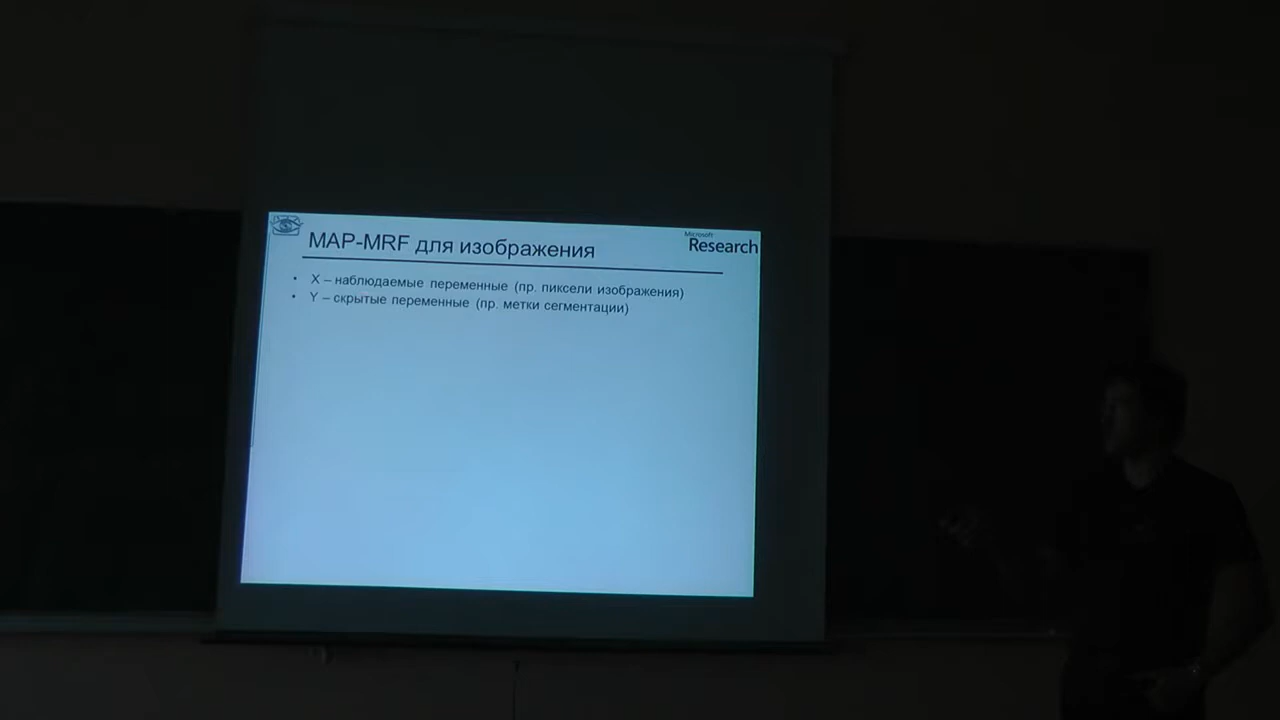 MAP-MRF для изображения
Microsoft
Research
• X – наблюдаемые переменные (пр. пиксели изображения)
• Y – скрытые переменные (пр. метки сегментации)